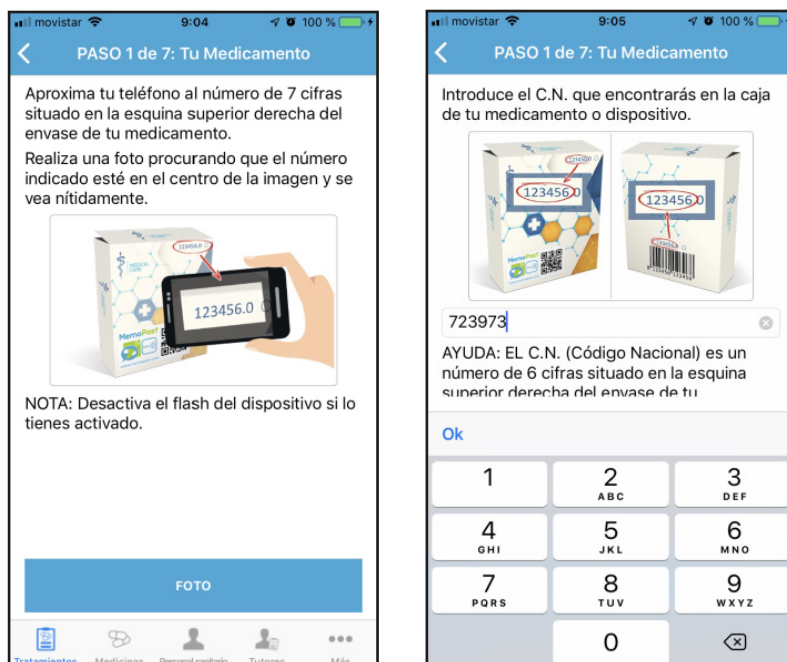 movistar 9:04 100 %
PASO 1 de 7: Tu Medicamento
Aproxima tu teléfono al número de 7 cifras
situado en la esquina superior derecha del
envase de tu medicamento.
Realiza una foto procurando que el número
indicado esté en el centro de la imagen y se
vea nítidamente.
123456.0
MEDICAL
CARE
123456.0
MemoPost
NOTA: Desactiva el flash del dispositivo si lo
tienes activado.
FOTO
Tratamientos Medicinas Personal sanitario Tutores Más
movistar 9:05 100 %
PASO 1 de 7: Tu Medicamento
Introduce el C.N. que encontrarás en la caja
de tu medicamento o dispositivo.
123456.0
123456.0
MemoPost
723973
AYUDA: EL C.N. (Código Nacional) es un
número de 6 cifras situado en la esquina
superior derecha del envase de tu
Ok
1 2 3
ABC DEF
4 5 6
GHI JKL MNO
7 8 9
PQRS TUV WXYZ
0